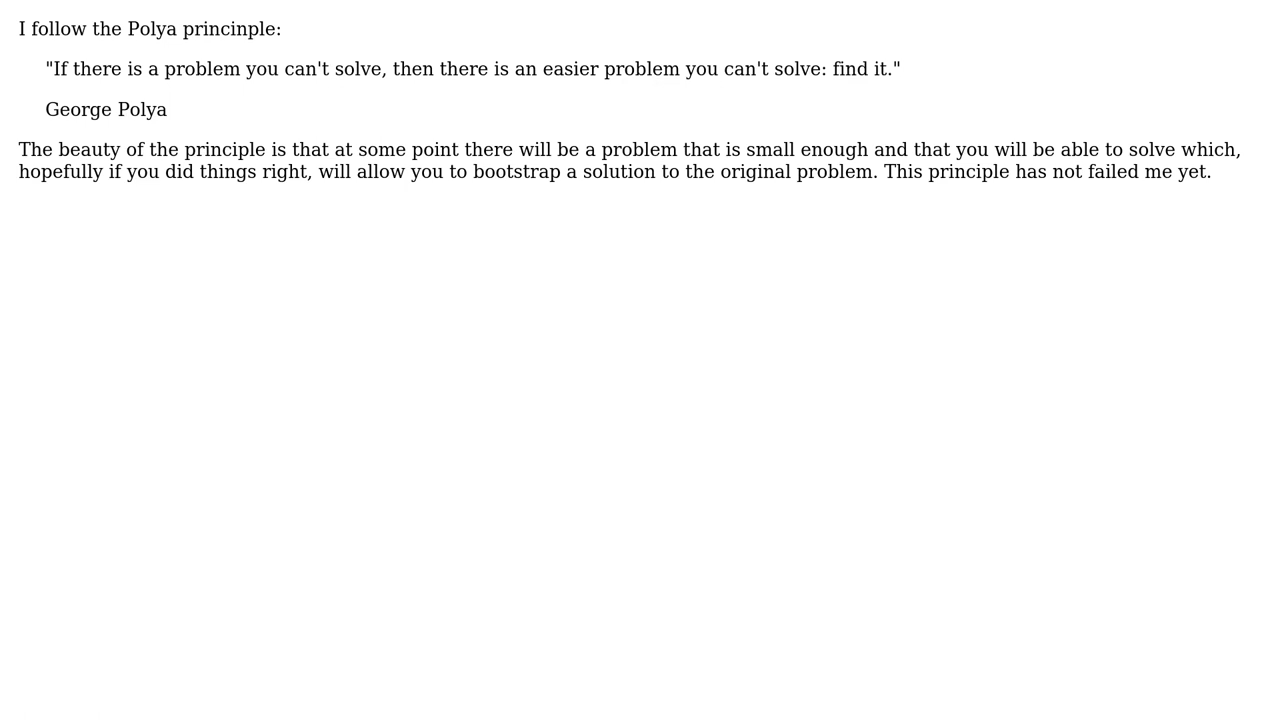 I follow the Polya princinple:
"If there is a problem you can't solve, then there is an easier problem you can't solve: find it."
George Polya
The beauty of the principle is that at some point there will be a problem that is small enough and that you will be able to solve which,
hopefully if you did things right, will allow you to bootstrap a solution to the original problem. This principle has not failed me yet.